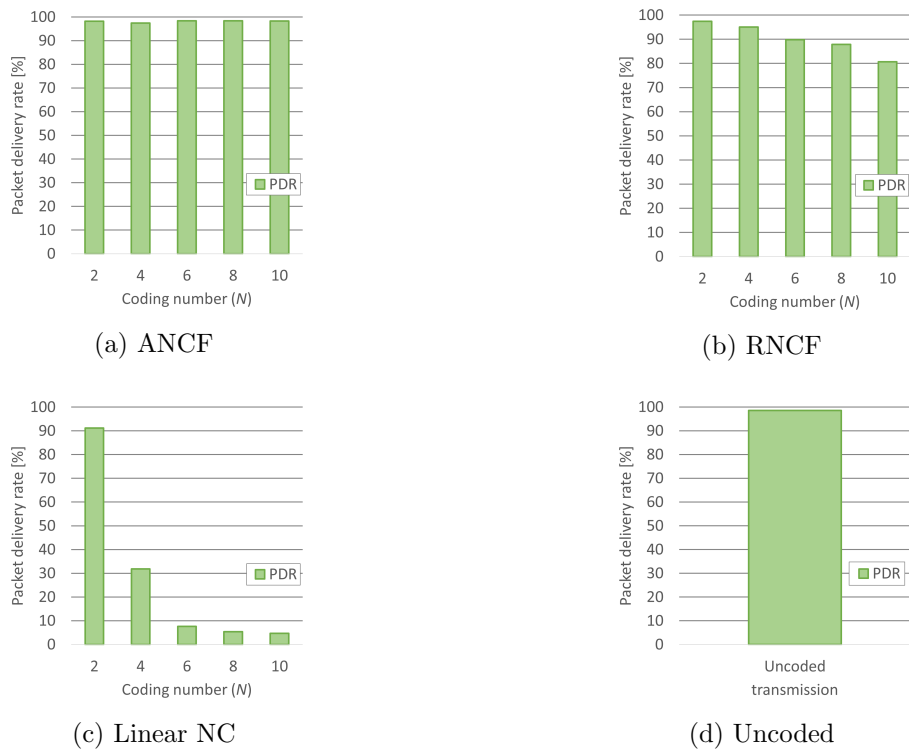 100
90
80
70
60
50
40
30
20
10
0
Packet delivery rate [%]
PDR
2 4 6 8 10
Coding number (N)
(a) ANCF
100
90
80
70
60
50
40
30
20
10
0
Packet delivery rate [%]
PDR
2 4 6 8 10
Coding number (N)
(b) RNCF
100
90
80
70
60
50
40
30
20
10
0
Packet delivery rate [%]
PDR
2 4 6 8 10
Coding number (N)
(c) Linear NC
100
90
80
70
60
50
40
30
20
10
0
Packet delivery rate [%]
PDR
Uncoded
transmission
(d) Uncoded